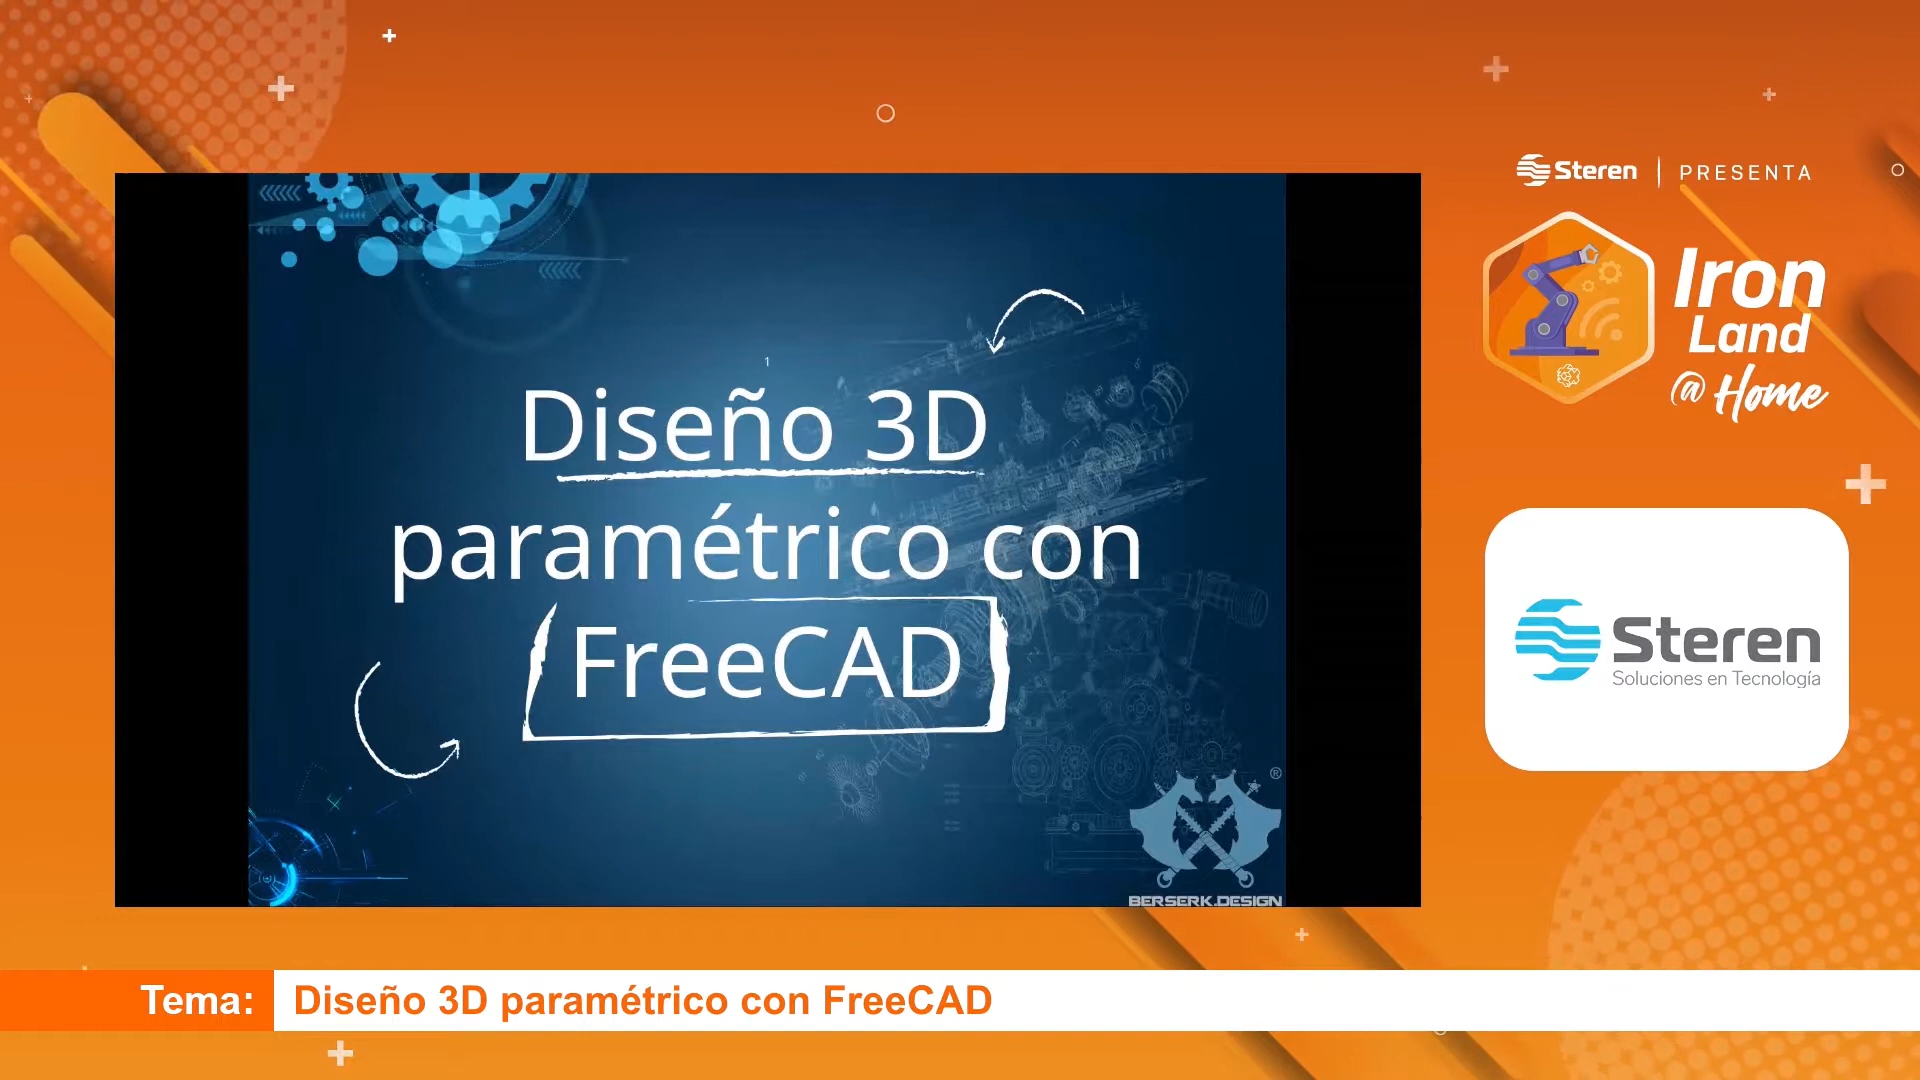 Steren | PRESENTA
Iron
Land
@ Home
1
Diseño 3D
paramétrico con
FreeCAD
Steren
Soluciones en Tecnología
®
BERSERK.DESIGN
Tema: Diseño 3D paramétrico con FreeCAD